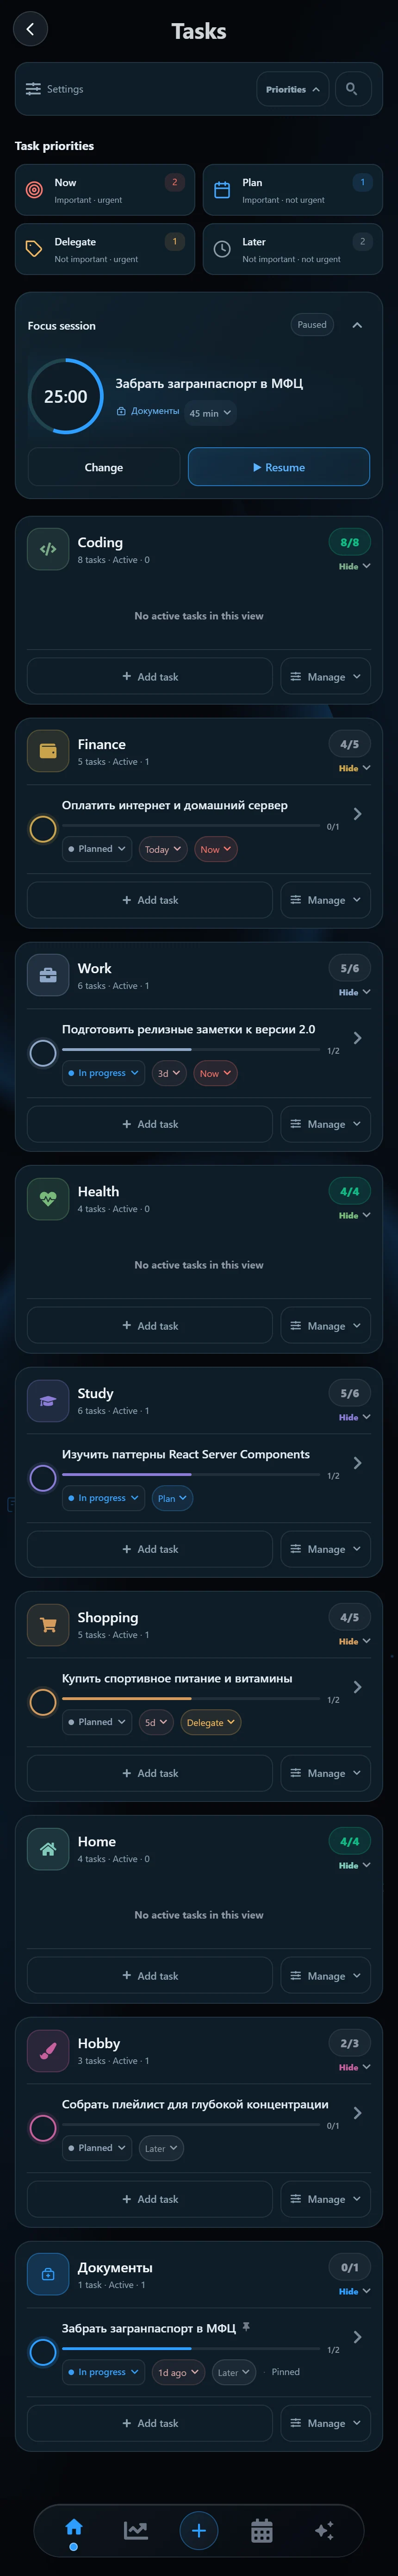 Tasks
Settings
Priorities
Task priorities
Now 2
Important · urgent
Plan 1
Important · not urgent
Delegate 1
Not important · urgent
Later 2
Not important · not urgent
Focus session
Paused
25:00
Забрать загранпаспорт в МФЦ
Документы 45 min
Change
Resume
Coding 8/8
8 tasks · Active · 0
Hide
No active tasks in this view
+ Add task
Manage
Finance 4/5
5 tasks · Active · 1
Hide
Оплатить интернет и домашний сервер
0/1
Planned Today Now
+ Add task
Manage
Work 5/6
6 tasks · Active · 1
Hide
Подготовить релизные заметки к версии 2.0
1/2
In progress 3d Now
+ Add task
Manage
Health 4/4
4 tasks · Active · 0
Hide
No active tasks in this view
+ Add task
Manage
Study 5/6
6 tasks · Active · 1
Hide
Изучить паттерны React Server Components
1/2
In progress Plan
+ Add task
Manage
Shopping 4/5
5 tasks · Active · 1
Hide
Купить спортивное питание и витамины
1/2
Planned 5d Delegate
+ Add task
Manage
Home 4/4
4 tasks · Active · 0
Hide
No active tasks in this view
+ Add task
Manage
Hobby 2/3
3 tasks · Active · 1
Hide
Собрать плейлист для глубокой концентрации
0/1
Planned Later
+ Add task
Manage
Документы 0/1
1 task · Active · 1
Hide
Забрать загранпаспорт в МФЦ
1/2
In progress 1d ago Later · Pinned
+ Add task
Manage